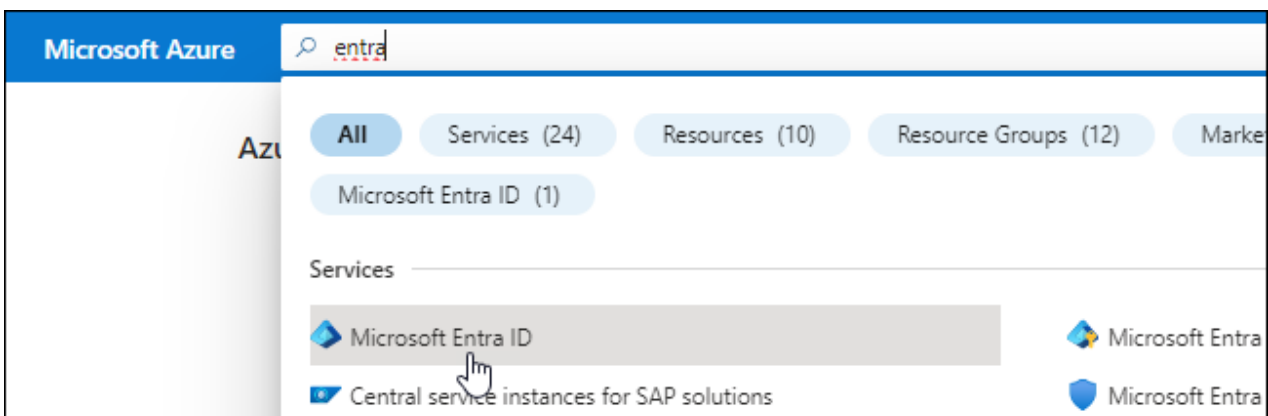 Microsoft Azure entra
All Services (24) Resources (10) Resource Groups (12) Marke
Azu
Microsoft Entra ID (1)
Services
Microsoft Entra ID Microsoft Entra
Central service instances for SAP solutions Microsoft Entra